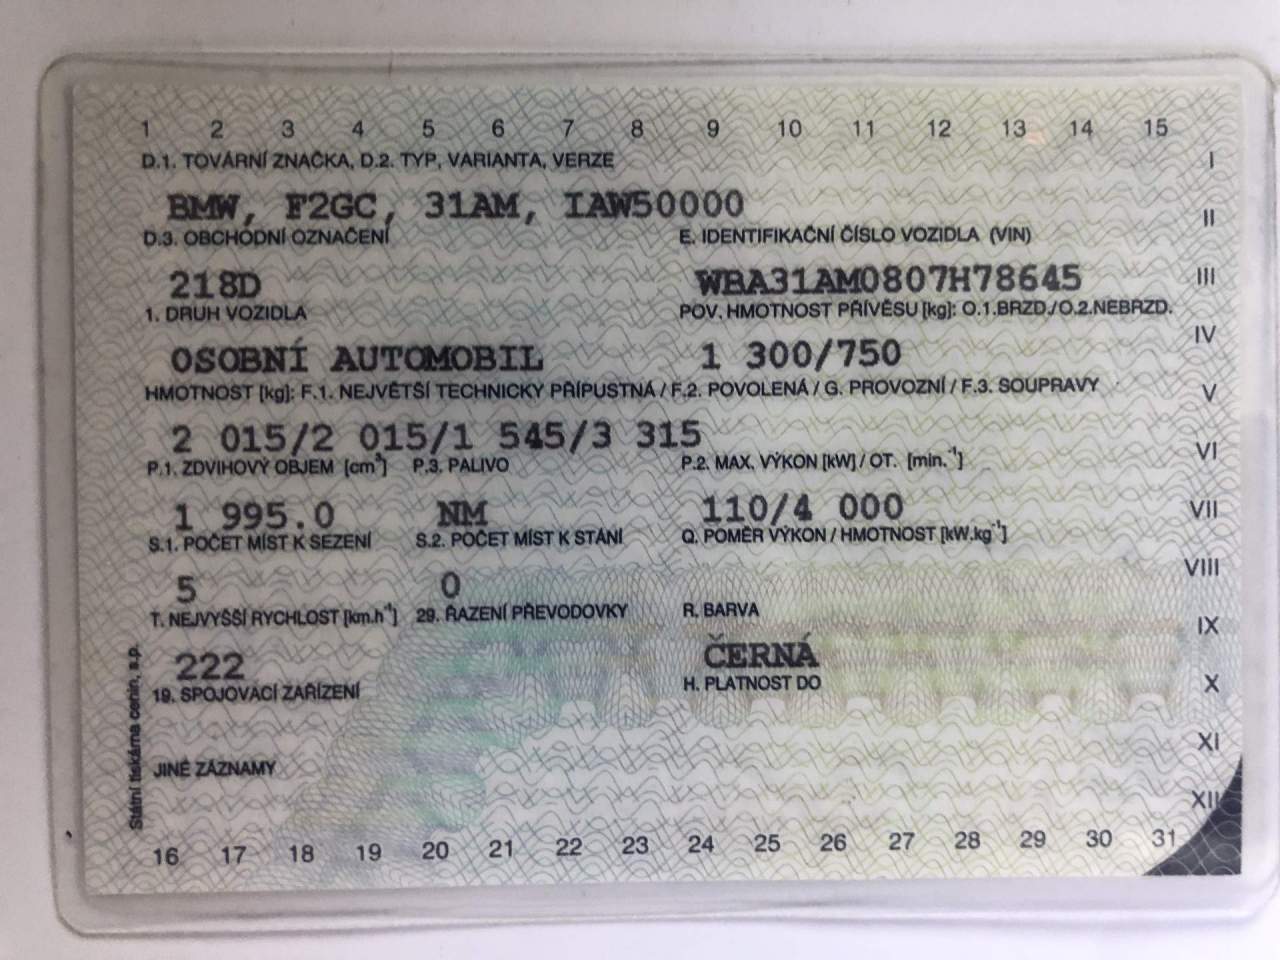 1 2 3 4 5 6 7 8 9 10 11 12 13 14 15
D.1. TOVÁRNÍ ZNAČKA, D.2. TYP, VARIANTA, VERZE
I
BMW, F2GC, 31AM, IAW50000
II
D.3. OBCHODNÍ OZNAČENÍ E. IDENTIFIKAČNÍ ČÍSLO VOZIDLA (VIN)
218D WBA31AM0807H78645
III
1. DRUH VOZIDLA POV. HMOTNOST PŘÍVĚSU [kg]: O.1.BRZD./O.2.NEBRZD.
IV
OSOBNÍ AUTOMOBIL 1 300/750
HMOTNOST [kg]: F.1. NEJVĚTŠÍ TECHNICKY PŘÍPUSTNÁ / F.2. POVOLENÁ / G. PROVOZNÍ / F.3. SOUPRAVY
V
2 015/2 015/1 545/3 315
VI
P.1. ZDVIHOVÝ OBJEM [cm³] P.3. PALIVO P.2. MAX. VÝKON [kW] / OT. [min.⁻¹]
1 995.0 NM 110/4 000
VII
S.1. POČET MÍST K SEZENÍ S.2. POČET MÍST K STÁNÍ Q. POMĚR VÝKON / HMOTNOST [kW.kg⁻¹]
VIII
5 0
T. NEJVYŠŠÍ RYCHLOST [km.h⁻¹] 29. ŘAZENÍ PŘEVODOVKY R. BARVA
IX
222 ČERNÁ
19. SPOJOVACÍ ZAŘÍZENÍ H. PLATNOST DO
X
XI
JINÉ ZÁZNAMY
XII
16 17 18 19 20 21 22 23 24 25 26 27 28 29 30 31
Státní tiskárna cenin, s.p.